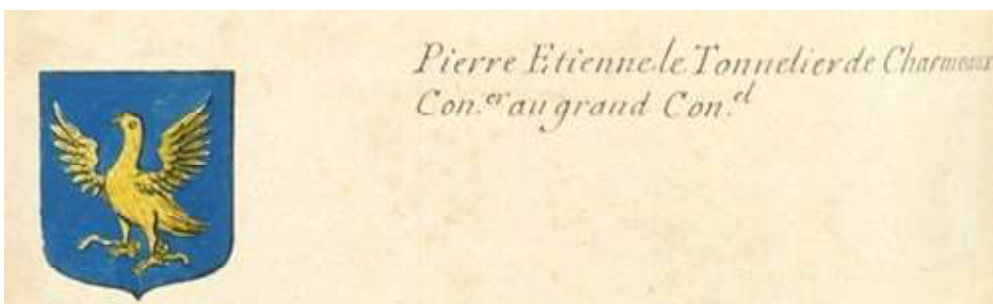 Pierre Etienne le Tonnelier de Charmeaux
Con.er au grand Con.el